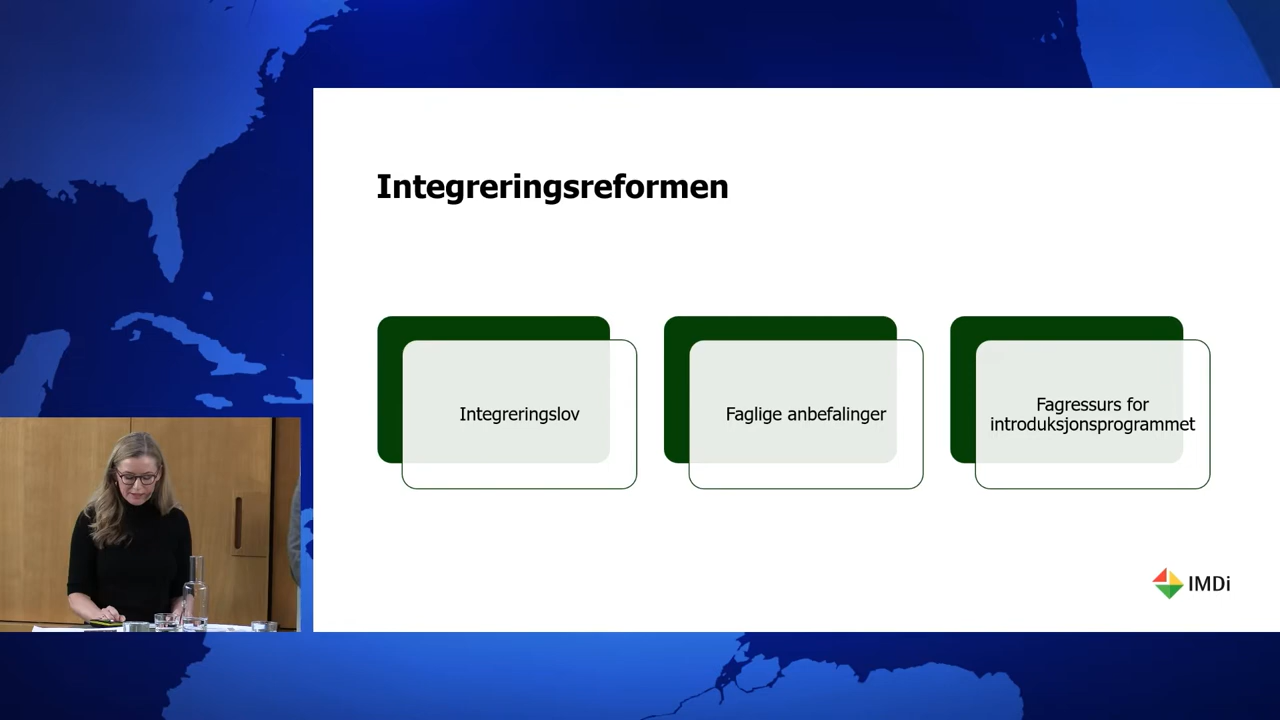 Integreringsreformen
Integreringslov
Faglige anbefalinger
Fagressurs for
introduksjonsprogrammet
IMDi